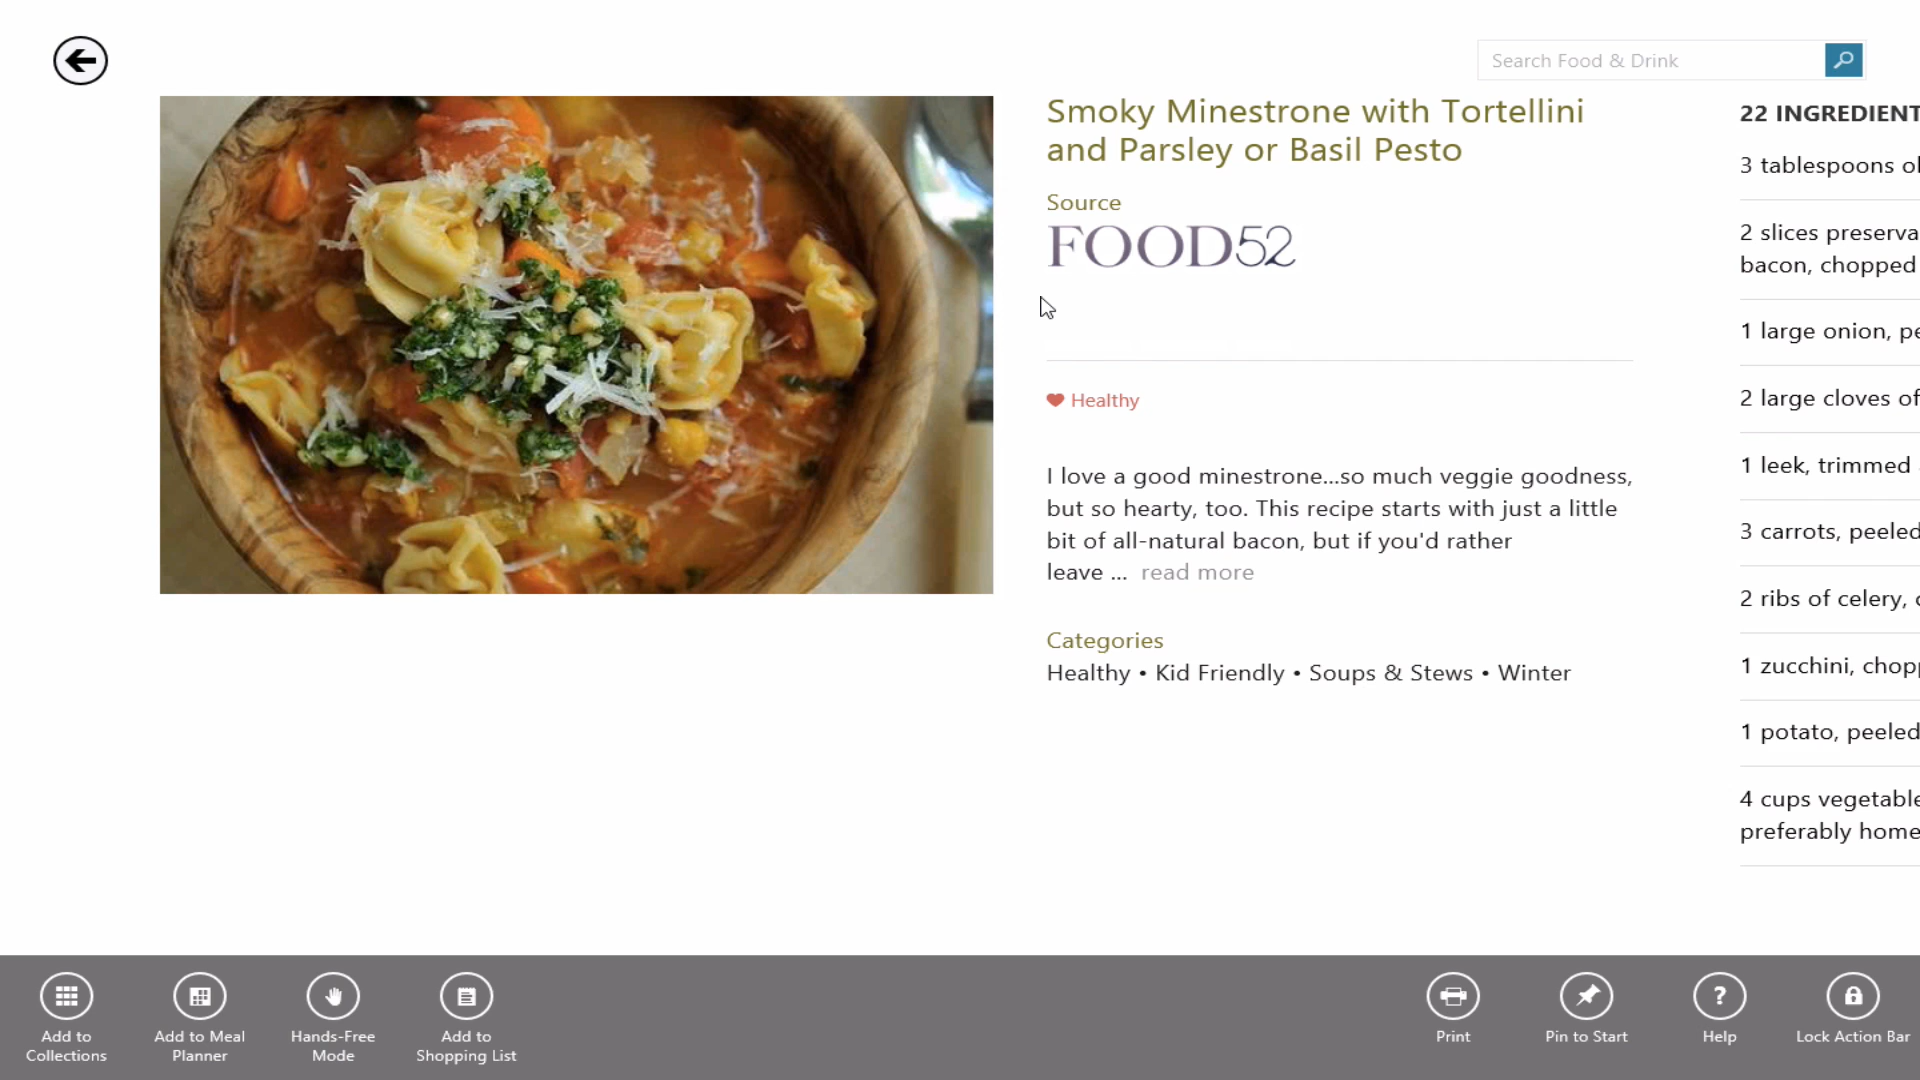 Search Food & Drink
Smoky Minestrone with Tortellini
and Parsley or Basil Pesto
Source
FOOD52
Healthy
I love a good minestrone...so much veggie goodness,
but so hearty, too. This recipe starts with just a little
bit of all-natural bacon, but if you'd rather
leave ... read more
Categories
Healthy • Kid Friendly • Soups & Stews • Winter
22 INGREDIENT
3 tablespoons ol
2 slices preserva
bacon, chopped
1 large onion, pe
2 large cloves of
1 leek, trimmed
3 carrots, peeled
2 ribs of celery, c
1 zucchini, chopp
1 potato, peeled
4 cups vegetable
preferably home
Add to
Collections
Add to Meal
Planner
Hands-Free
Mode
Add to
Shopping List
Print
Pin to Start
? Help
Lock Action Bar